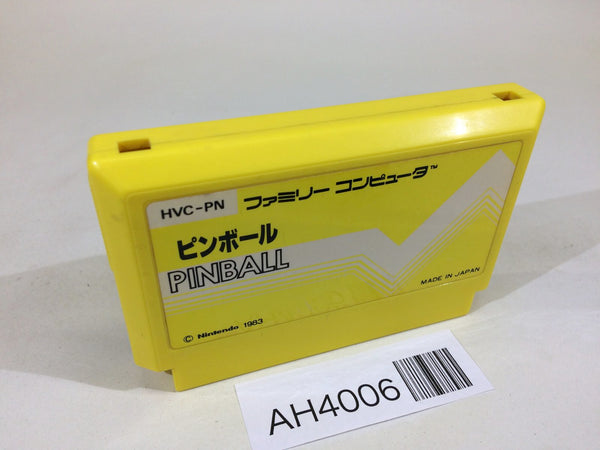 HVC-PN ファミリー コンピュータ™
ピンボール
PINBALL
MADE IN JAPAN
© Nintendo 1983
AH4006